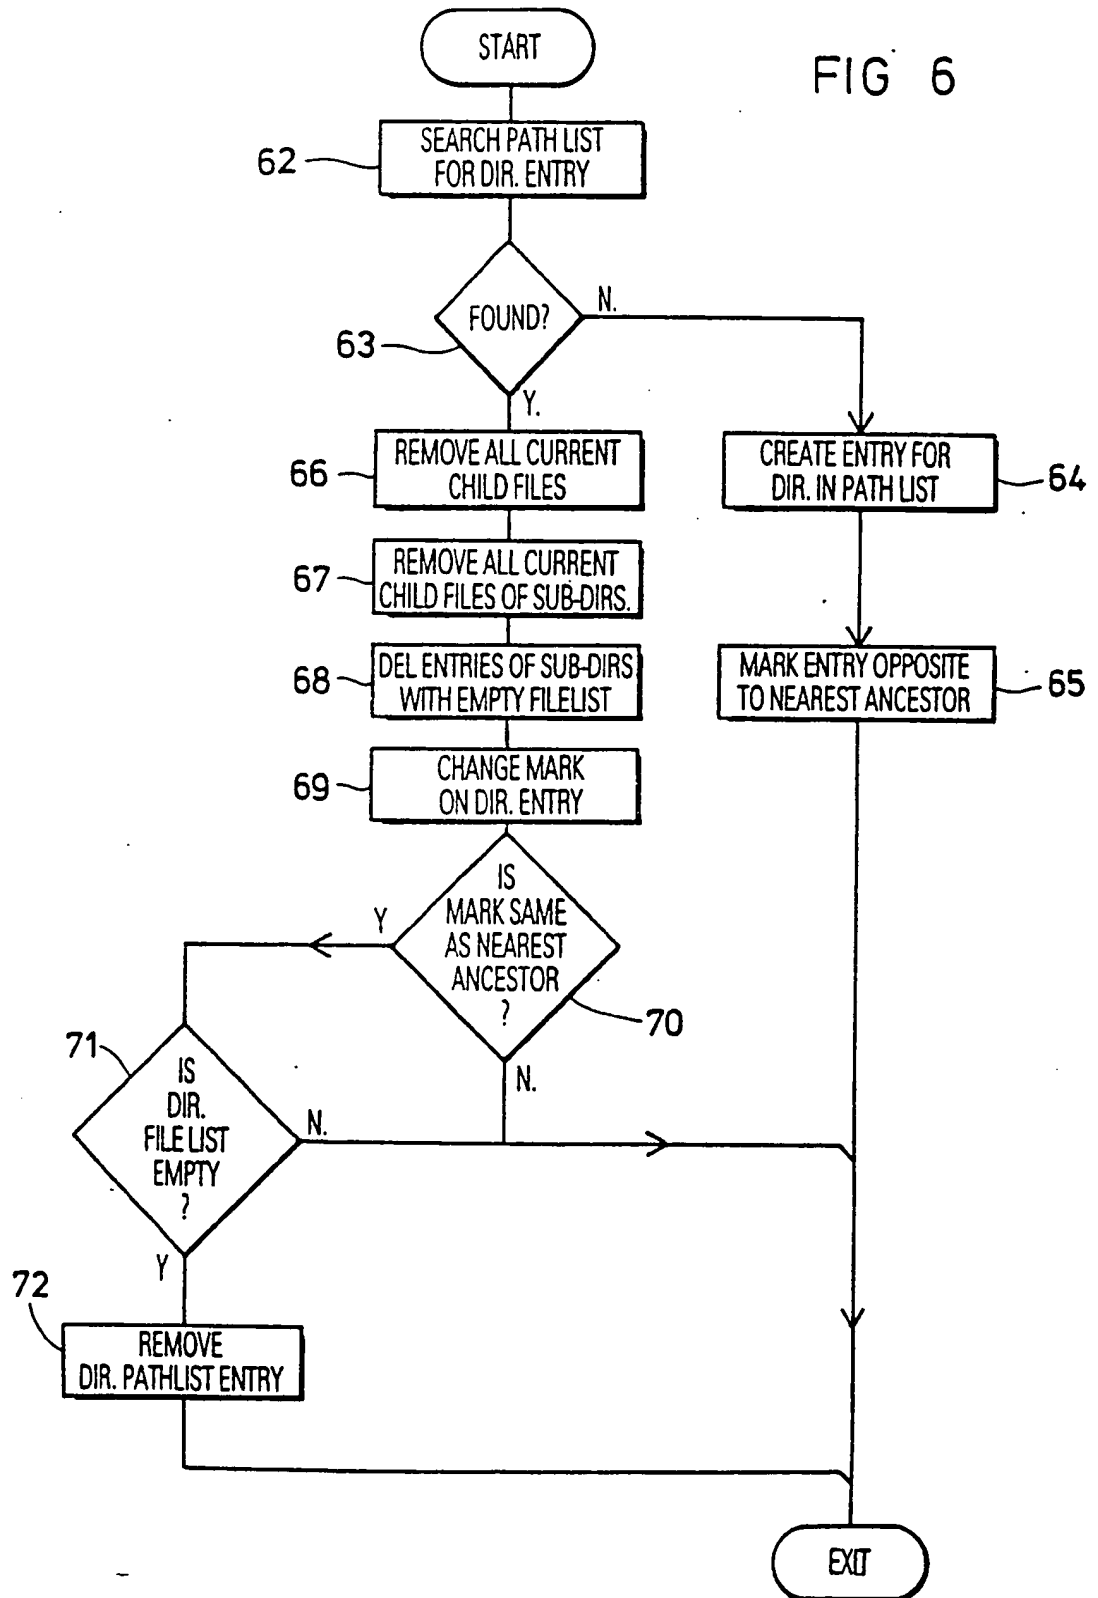 START
FIG 6
62
SEARCH PATH LIST
FOR DIR. ENTRY
FOUND?
N.
63
Y.
66
REMOVE ALL CURRENT
CHILD FILES
CREATE ENTRY FOR
DIR. IN PATH LIST
64
67
REMOVE ALL CURRENT
CHILD FILES OF SUB-DIRS.
68
DEL ENTRIES OF SUB-DIRS
WITH EMPTY FILELIST
MARK ENTRY OPPOSITE
TO NEAREST ANCESTOR
65
69
CHANGE MARK
ON DIR. ENTRY
IS
MARK SAME
AS NEAREST
ANCESTOR
?
Y
70
N.
71
IS
DIR.
FILE LIST
EMPTY
?
N.
Y
72
REMOVE
DIR. PATHLIST ENTRY
EXIT